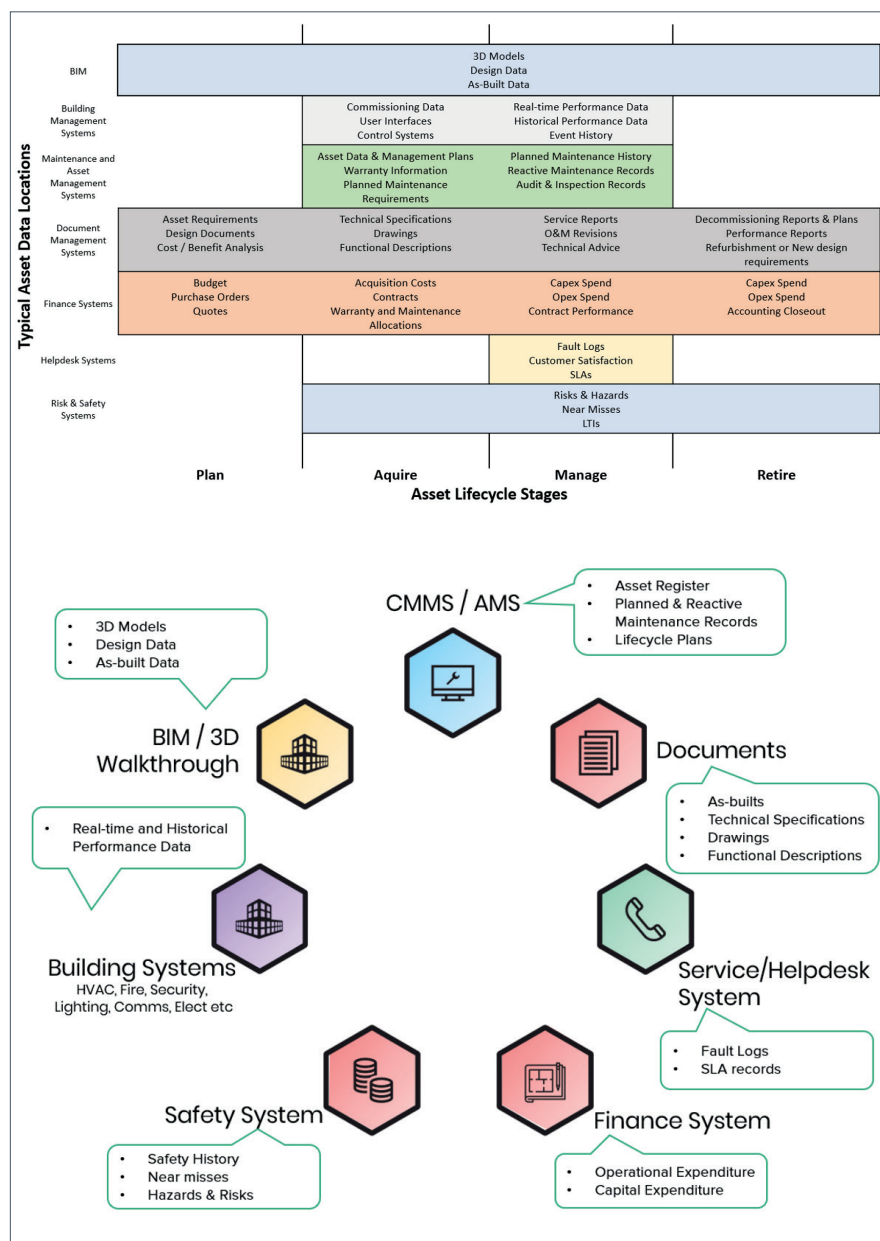 Typical Asset Data Locations
BIM
3D Models
Design Data
As-Built Data
Building
Management
Systems
Commissioning Data
User Interfaces
Control Systems
Real-time Performance Data
Historical Performance Data
Event History
Maintenance and
Asset
Management
Systems
Asset Data & Management Plans
Warranty Information
Planned Maintenance
Requirements
Planned Maintenance History
Reactive Maintenance Records
Audit & Inspection Records
Document
Management
Systems
Asset Requirements
Design Documents
Cost / Benefit Analysis
Technical Specifications
Drawings
Functional Descriptions
Service Reports
O&M Revisions
Technical Advice
Decommissioning Reports & Plans
Performance Reports
Refurbishment or New design
requirements
Finance Systems
Budget
Purchase Orders
Quotes
Acquisition Costs
Contracts
Warranty and Maintenance
Allocations
Capex Spend
Opex Spend
Contract Performance
Capex Spend
Opex Spend
Accounting Closeout
Helpdesk Systems
Fault Logs
Customer Satisfaction
SLAs
Risk & Safety
Systems
Risks & Hazards
Near Misses
LTIs
Plan
Aquire
Manage
Retire
Asset Lifecycle Stages
CMMS / AMS
• Asset Register
• Planned & Reactive
Maintenance Records
• Lifecycle Plans
• 3D Models
• Design Data
• As-built Data
BIM / 3D
Walkthrough
Documents
• As-builts
• Technical Specifications
• Drawings
• Functional Descriptions
• Real-time and Historical
Performance Data
Building Systems
HVAC, Fire, Security,
Lighting, Comms, Elect etc
Service/Helpdesk
System
• Fault Logs
• SLA records
Safety System
• Safety History
• Near misses
• Hazards & Risks
Finance System
• Operational Expenditure
• Capital Expenditure